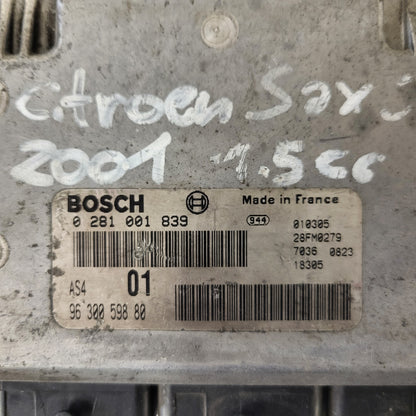 Citroen Saxo
2001 1.5cc
BOSCH Made in France
0 281 001 839 944 010305
28FM0279
7036 0823
18305
AS4 01
96 300 598 80